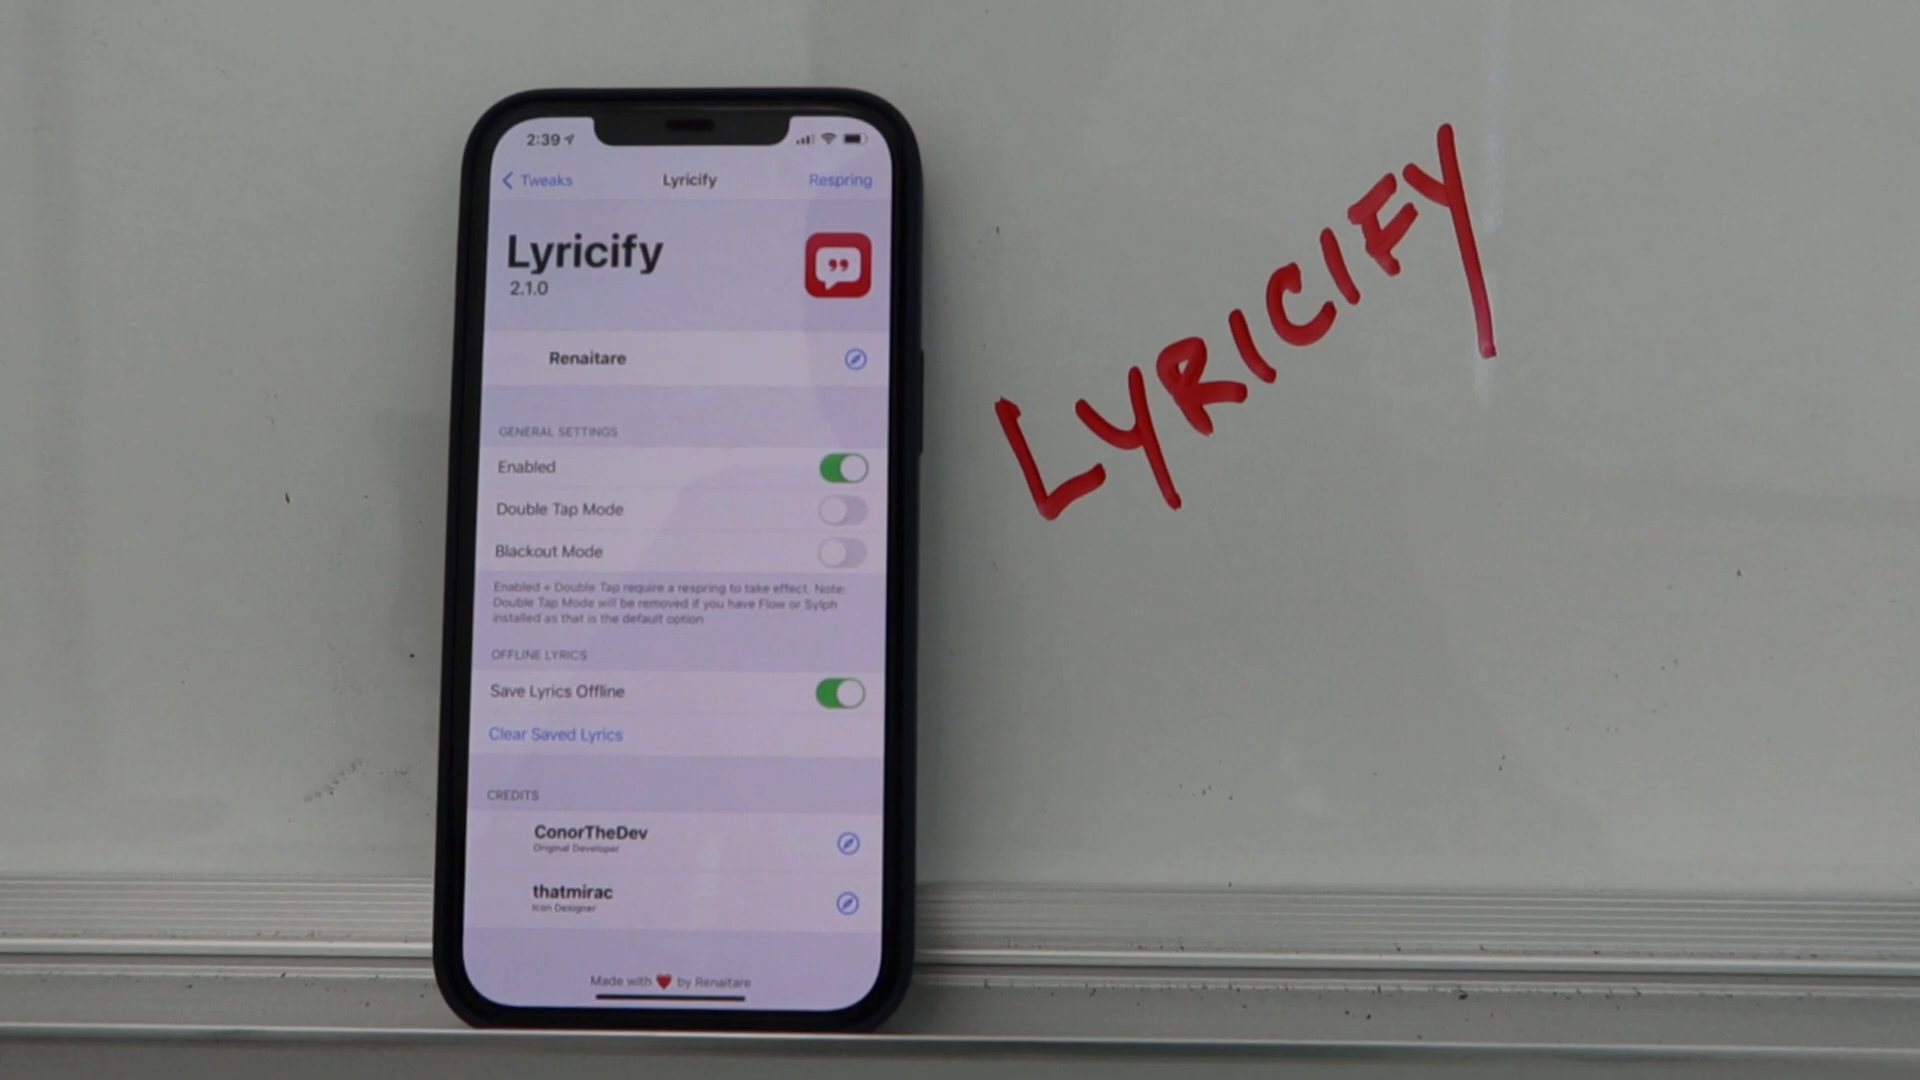 2:39
Tweaks
Lyricify
Respring
Lyricify
2.1.0
Renaitare
GENERAL SETTINGS
Enabled
Double Tap Mode
Blackout Mode
Enabled + Double Tap require a respring to take effect. Note:
Double Tap Mode will be removed if you have Flow or Sylph
installed as that is the default option
OFFLINE LYRICS
Save Lyrics Offline
Clear Saved Lyrics
CREDITS
ConorTheDev
Original Developer
thatmirac
Icon Designer
Made with ❤️ by Renaitare
LYRICIFY